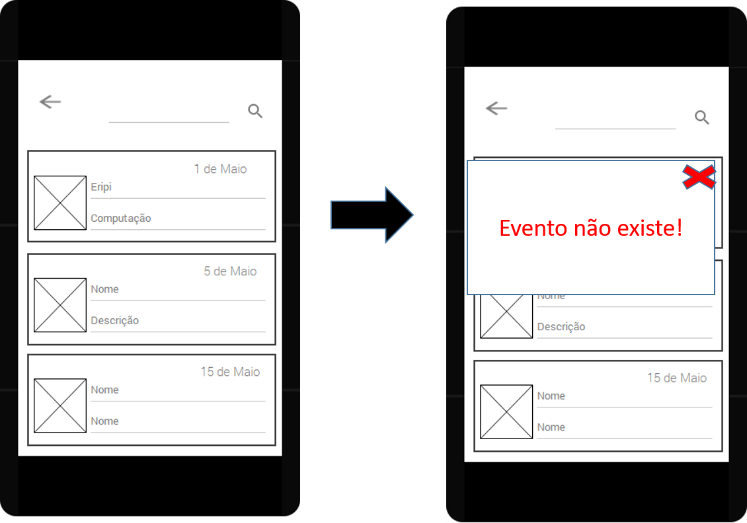 1 de Maio
Eripi
Computação
5 de Maio
Nome
Descrição
15 de Maio
Nome
Nome
Evento não existe!
Nome
Descrição
15 de Maio
Nome
Nome